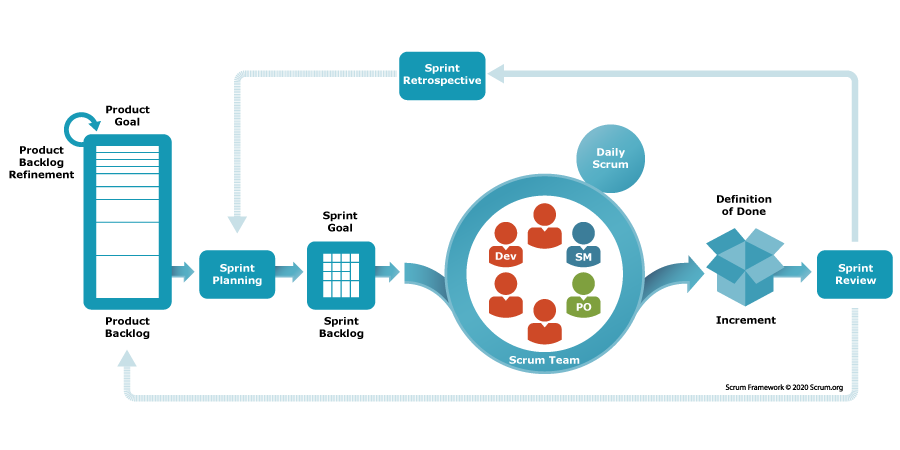 Sprint
Retrospective
Product
Goal
Product
Backlog
Refinement
Daily
Scrum
Definition
of Done
Sprint
Goal
Dev
SM
Sprint
Planning
Sprint
Review
PO
Product
Backlog
Sprint
Backlog
Increment
Scrum Team
Scrum Framework © 2020 Scrum.org